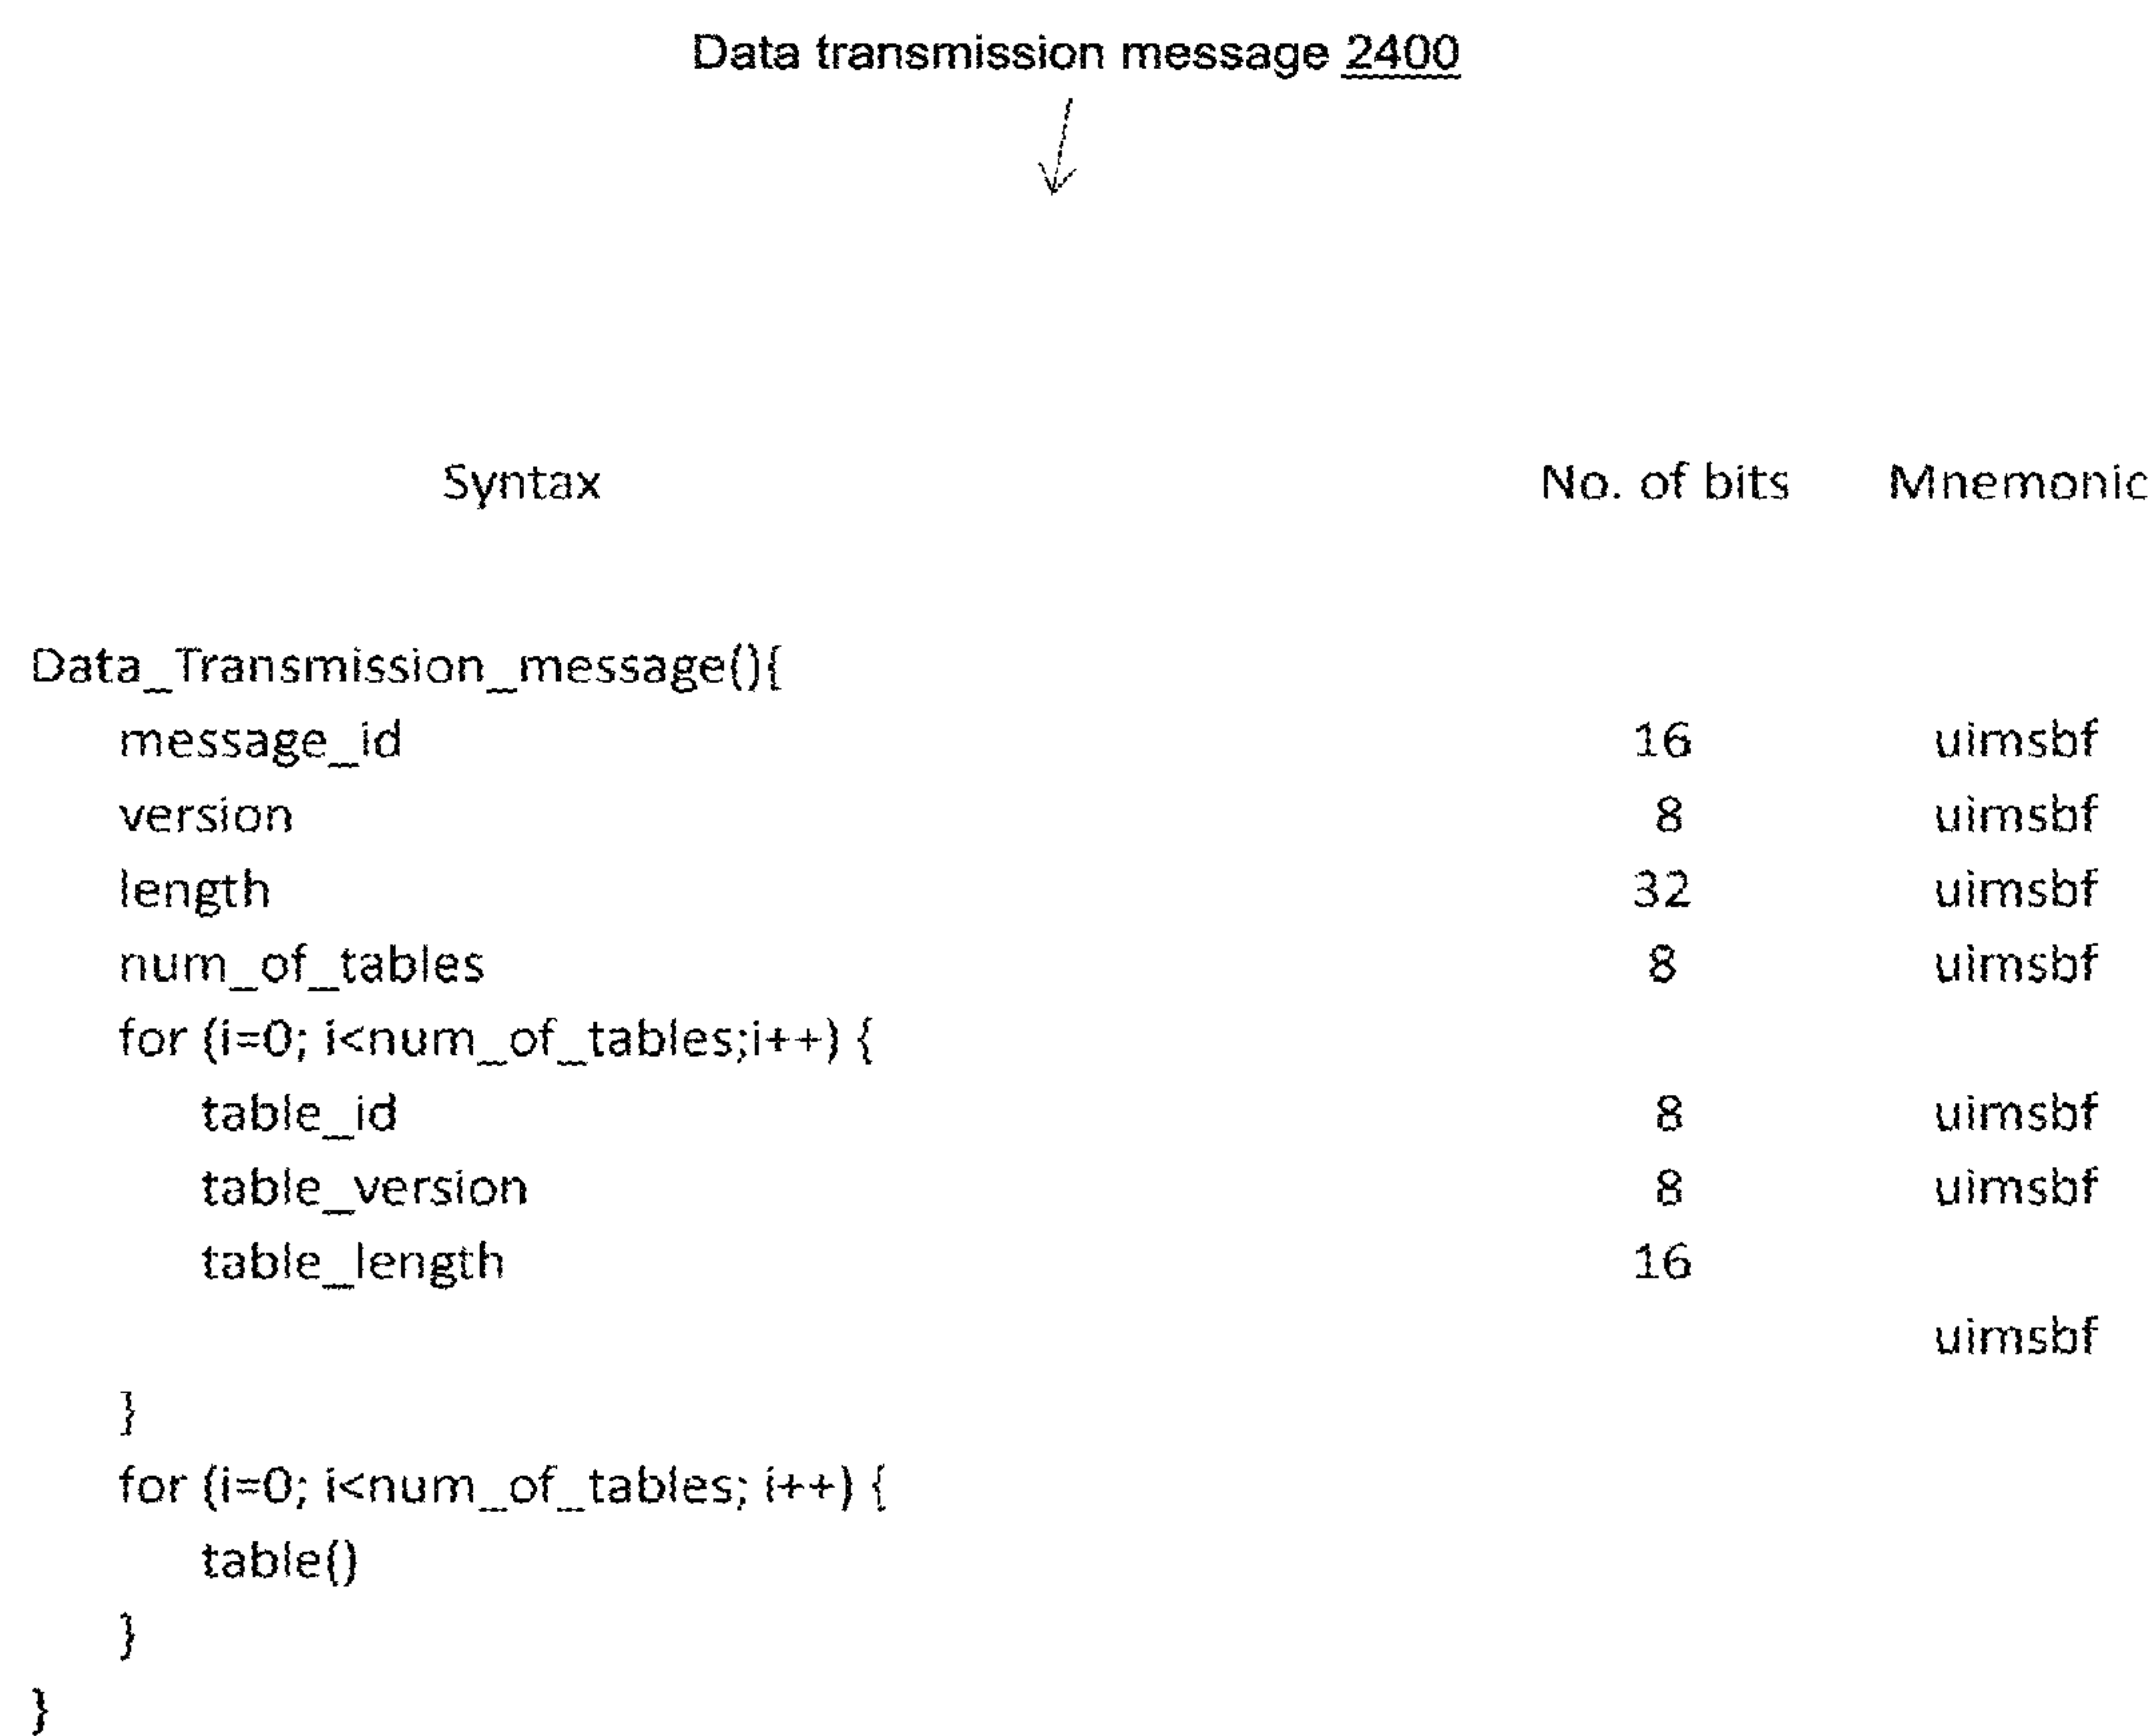 Data transmission message 2400
Syntax No. of bits Mnemonic
Data_Transmission_message(){
message_id 16 uimsbf
version 8 uimsbf
length 32 uimsbf
num_of_tables 8 uimsbf
for (i=0; i<num_of_tables;i++) {
table_id 8 uimsbf
table_version 8 uimsbf
table_length 16
uimsbf
}
for (i=0; i<num_of_tables; i++) {
table()
}
}